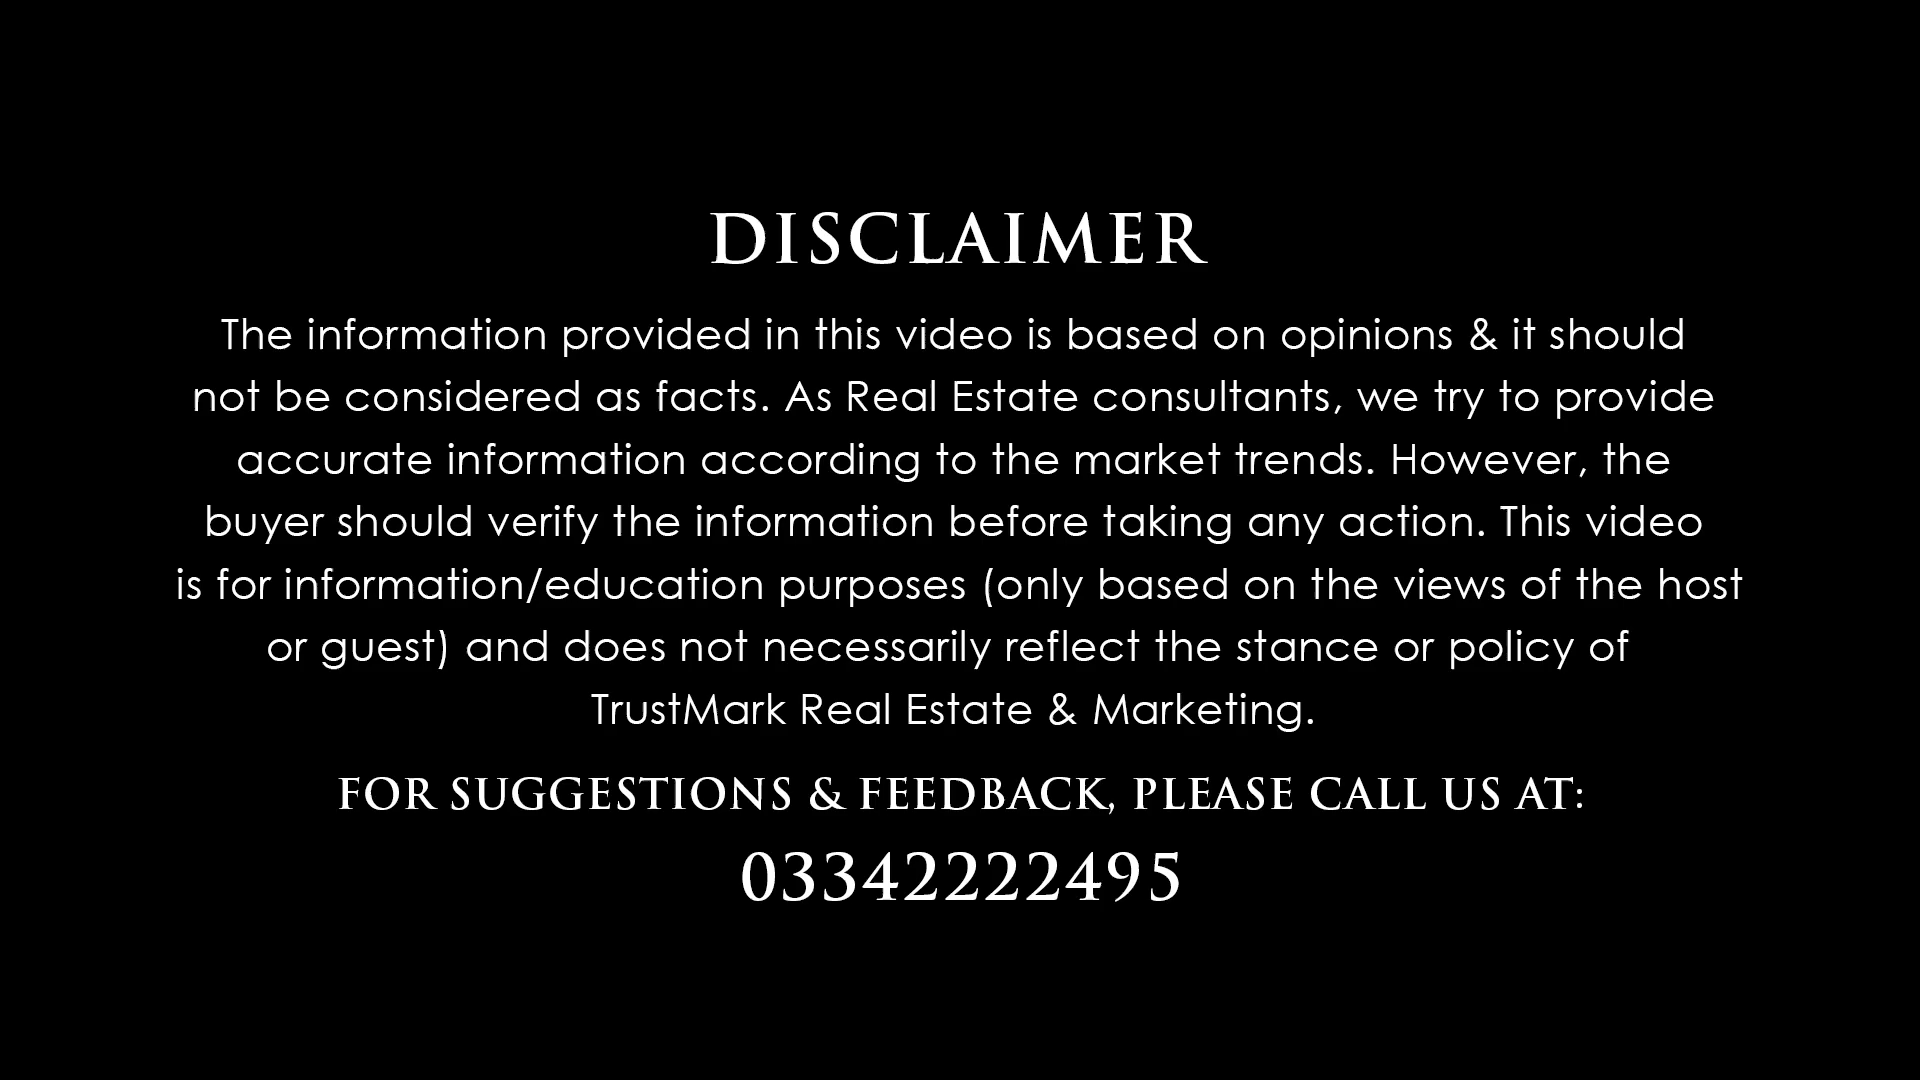 DISCLAIMER
The information provided in this video is based on opinions & it should
not be considered as facts. As Real Estate consultants, we try to provide
accurate information according to the market trends. However, the
buyer should verify the information before taking any action. This video
is for information/education purposes (only based on the views of the host
or guest) and does not necessarily reflect the stance or policy of
TrustMark Real Estate & Marketing.
FOR SUGGESTIONS & FEEDBACK, PLEASE CALL US AT:
03342222495